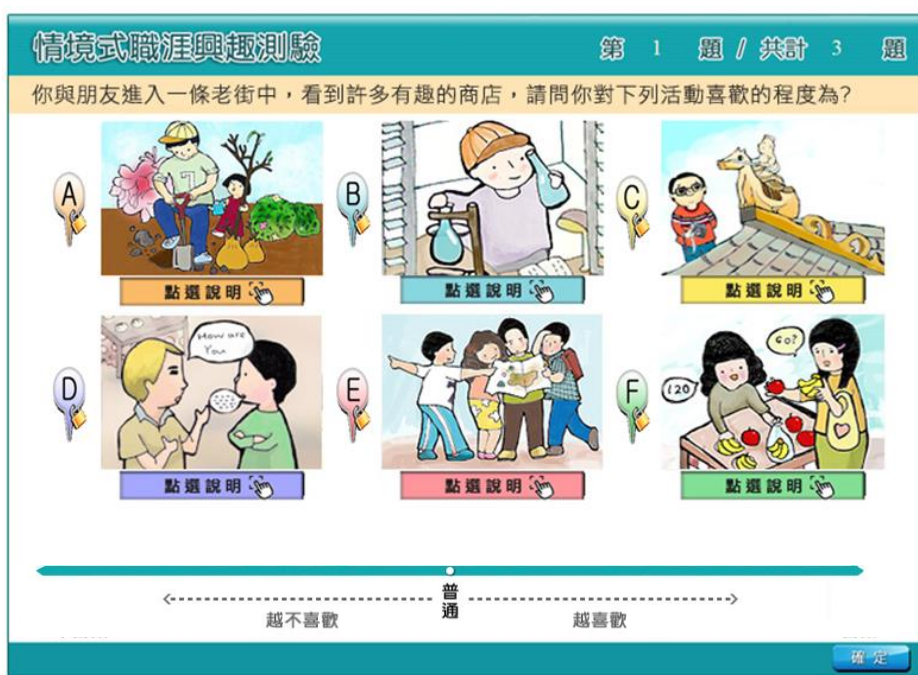 情境式職涯興趣測驗
第 1 題 / 共計 3 題
你與朋友進入一條老街中，看到許多有趣的商店，請問你對下列活動喜歡的程度為?
A
B
C
點選說明
點選說明
點選說明
D
How are
You
E
F
120
GO?
點選說明
點選說明
點選說明
普通
越不喜歡
越喜歡
確定